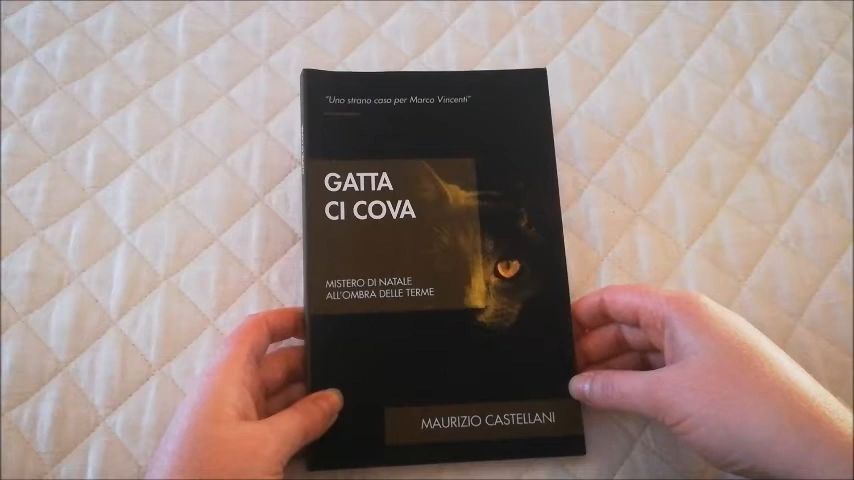 "Uno strano caso per Marco Vincenti"
GATTA
CI COVA
MISTERO DI NATALE
ALL'OMBRA DELLE TERME
MAURIZIO CASTELLANI